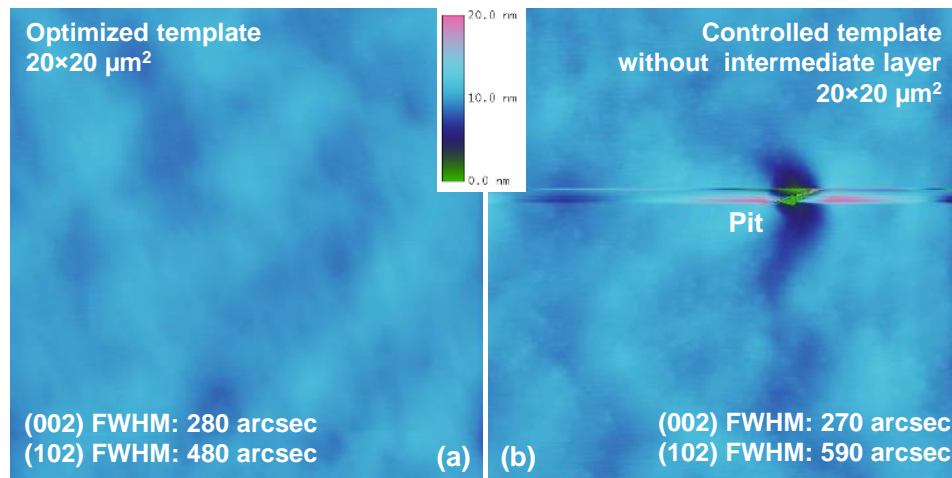 Optimized template
20×20 µm²
20.0 nm
10.0 nm
0.0 nm
Controlled template
without intermediate layer
20×20 µm²
Pit
(002) FWHM: 280 arcsec
(102) FWHM: 480 arcsec
(a)
(b)
(002) FWHM: 270 arcsec
(102) FWHM: 590 arcsec